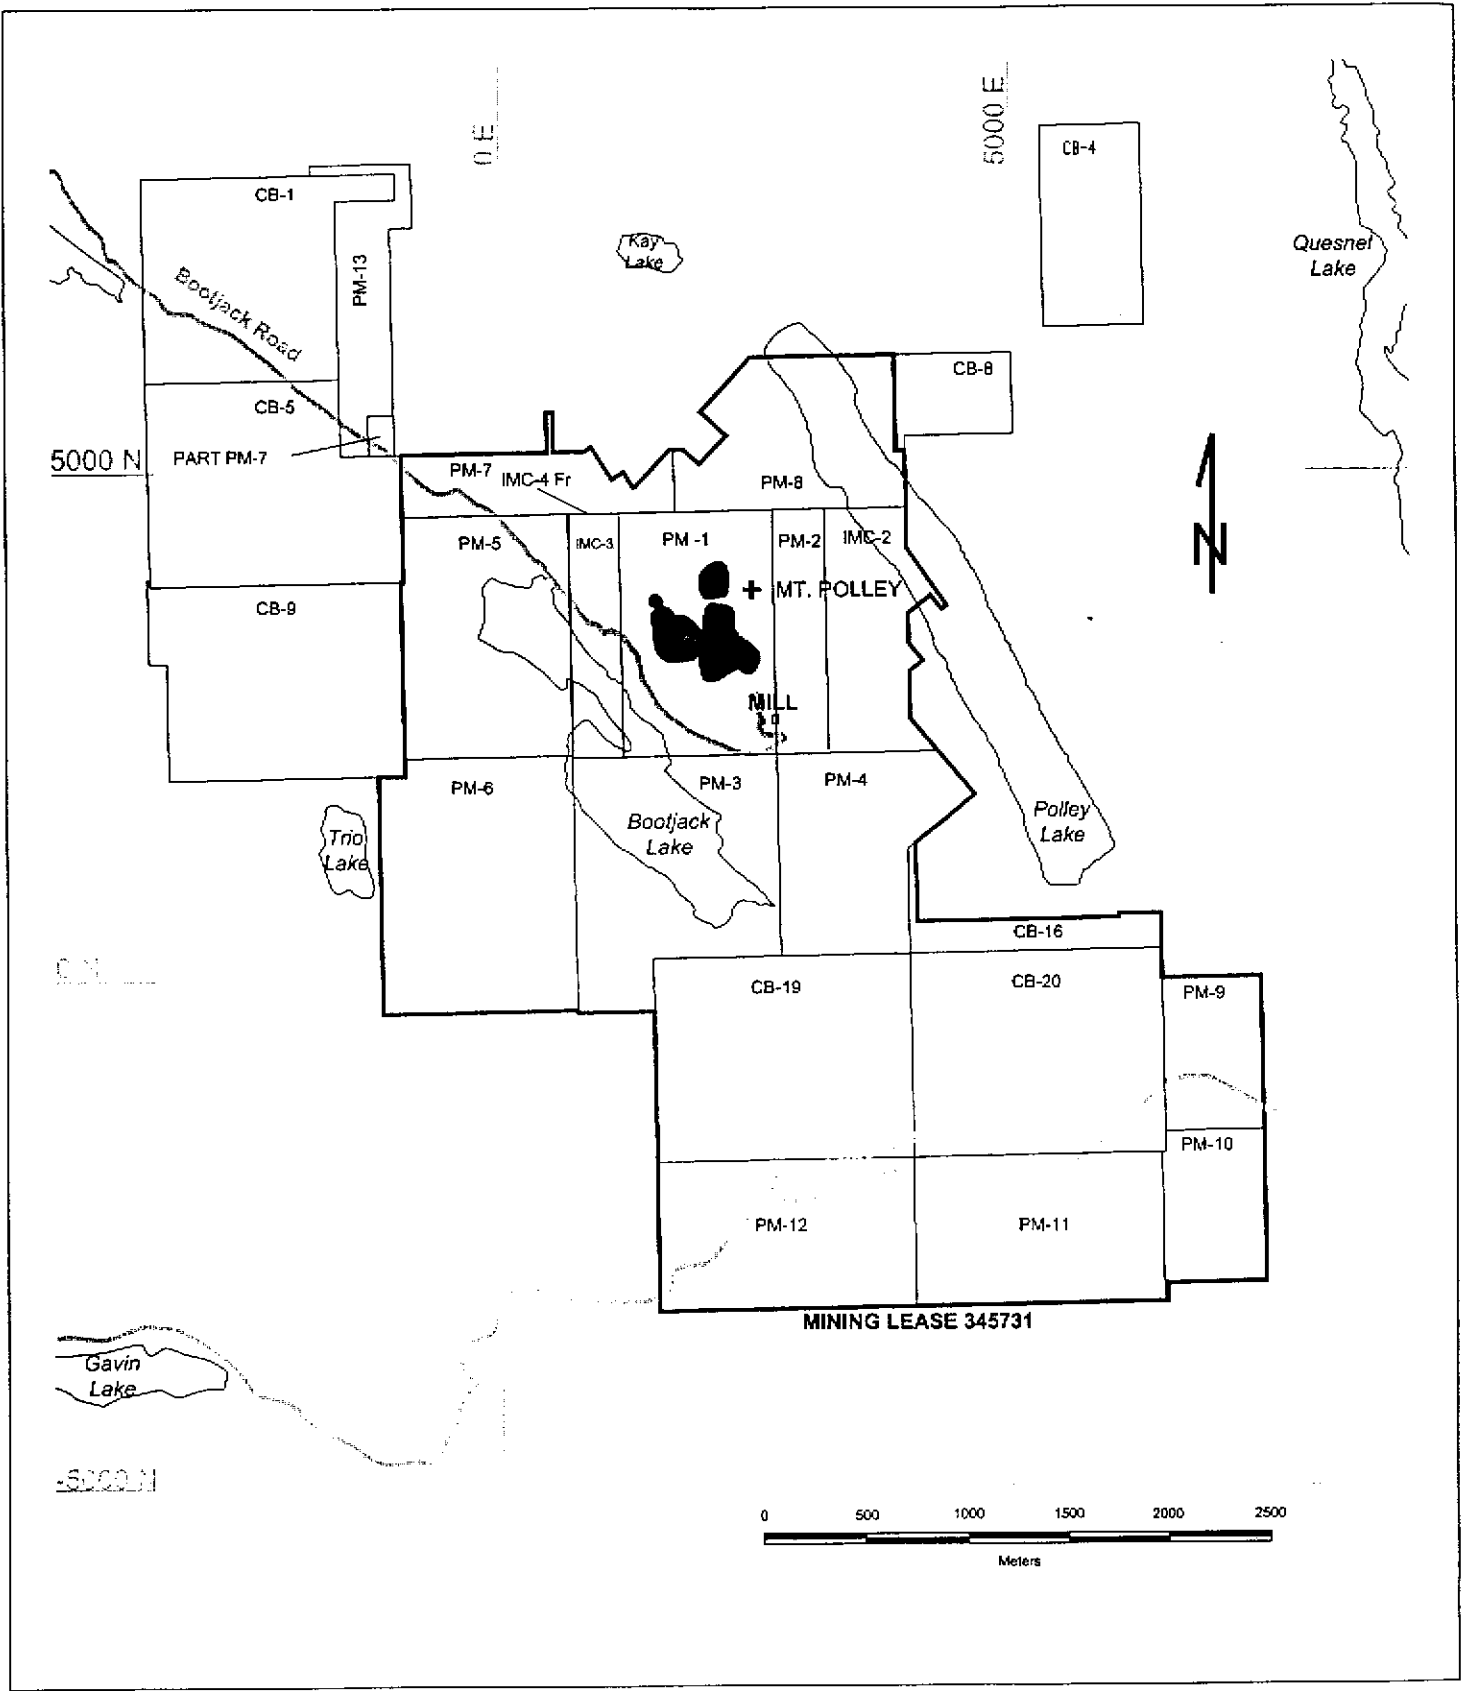 0 E
5000 E
CB-4
CB-1
Quesnel
Lake
Kay
Lake
PM-13
Bootjack Road
CB-8
CB-5
5000 N
PART PM-7
PM-7
IMC-4 Fr
PM-8
N
PM-5
IMC-3
PM -1
PM-2
IMC-2
MT. POLLEY
CB-9
MILL
PM-6
PM-3
PM-4
Trio
Lake
Bootjack
Lake
Polley
Lake
CB-16
0 N
CB-19
CB-20
PM-9
PM-10
PM-12
PM-11
MINING LEASE 345731
Gavin
Lake
-5000 N
0 500 1000 1500 2000 2500
Meters